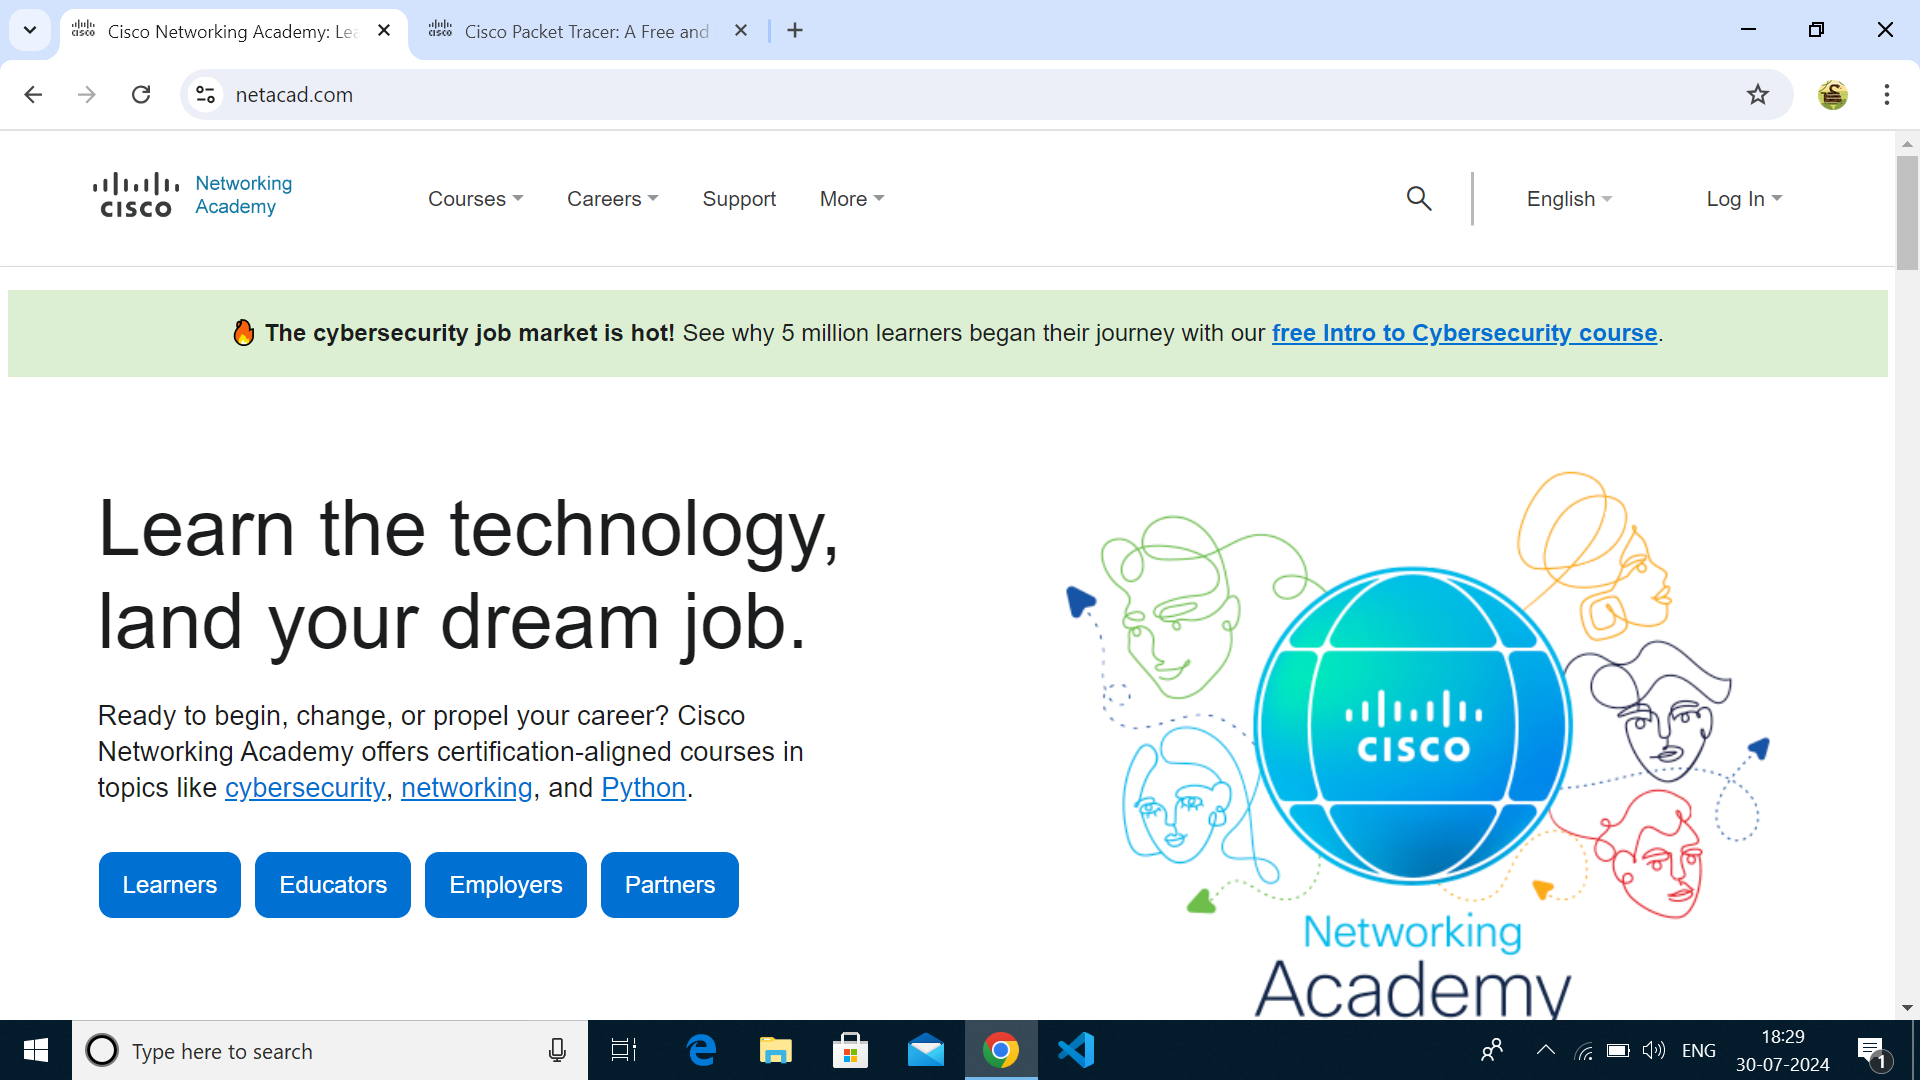 Cisco Networking Academy: Lea
Cisco Packet Tracer: A Free and
netacad.com
CISCO
Networking
Academy
Courses
Careers
Support
More
English
Log In
🔥 The cybersecurity job market is hot! See why 5 million learners began their journey with our free Intro to Cybersecurity course.
Learn the technology,
land your dream job.
Ready to begin, change, or propel your career? Cisco
Networking Academy offers certification-aligned courses in
topics like cybersecurity, networking, and Python.
Learners
Educators
Employers
Partners
CISCO
Networking
Academy
Type here to search
ENG
18:29
30-07-2024
1